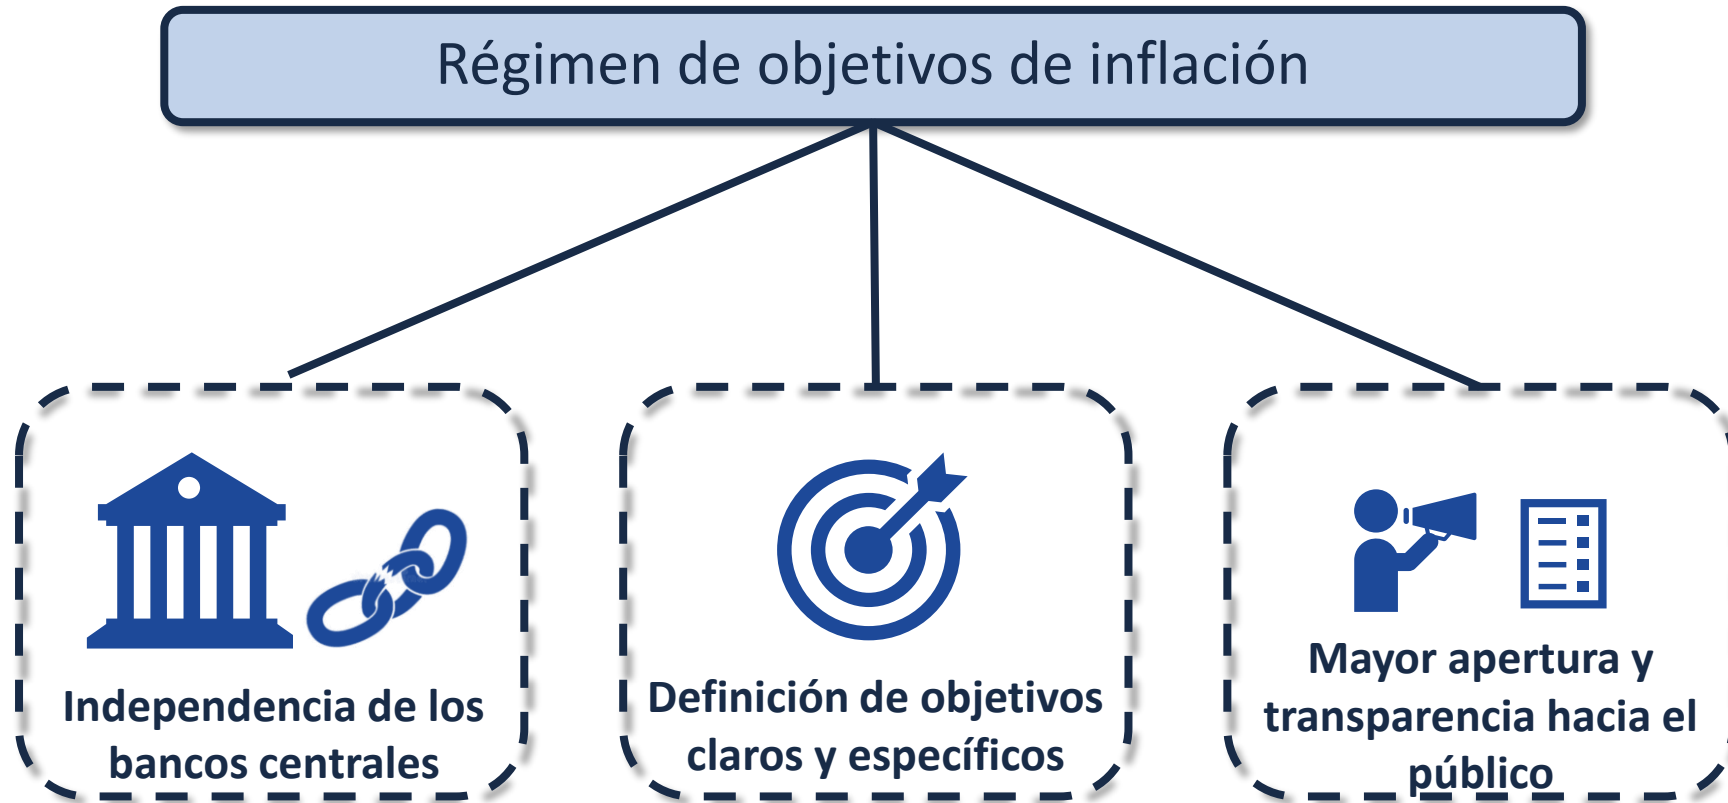 Régimen de objetivos de inflación
Independencia de los
bancos centrales
Definición de objetivos
claros y específicos
Mayor apertura y
transparencia hacia el
público